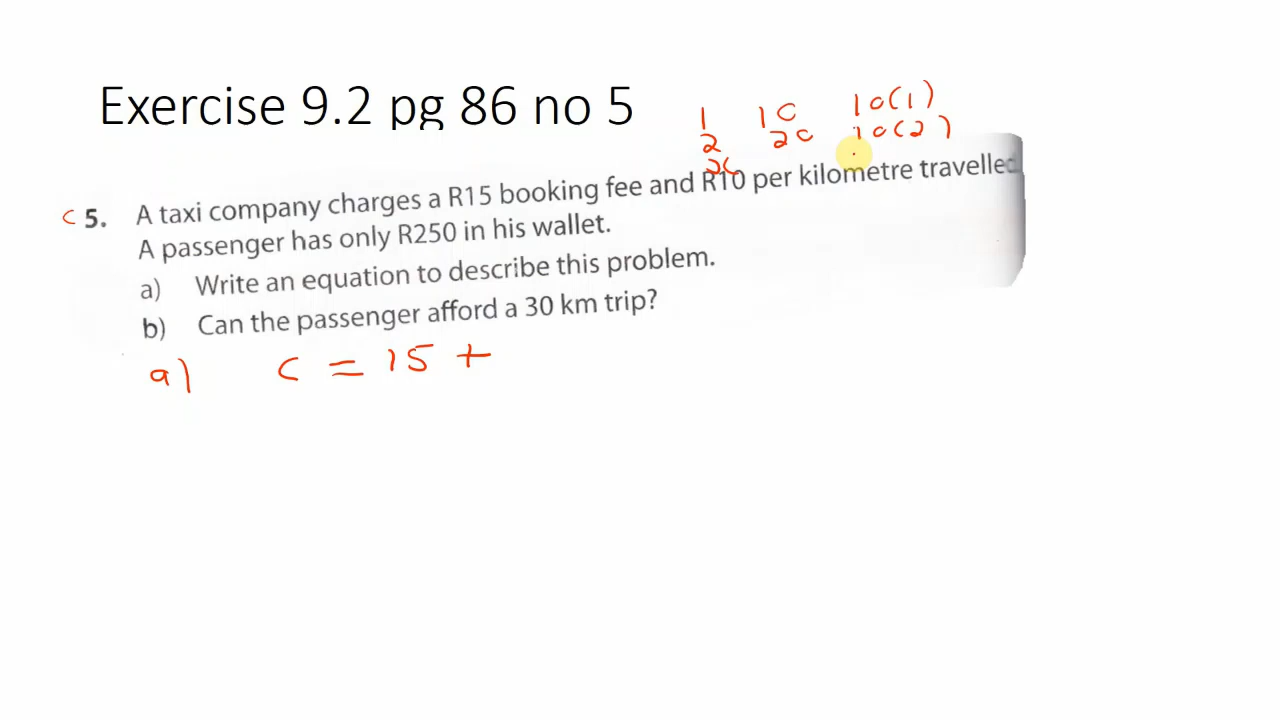 Exercise 9.2 pg 86 no 5
1 10 10(1)
2 20 10(2)
c 5. A taxi company charges a R15 booking fee and R10 per kilometre travelled
A passenger has only R250 in his wallet.
a) Write an equation to describe this problem.
b) Can the passenger afford a 30 km trip?
a) c = 15 +